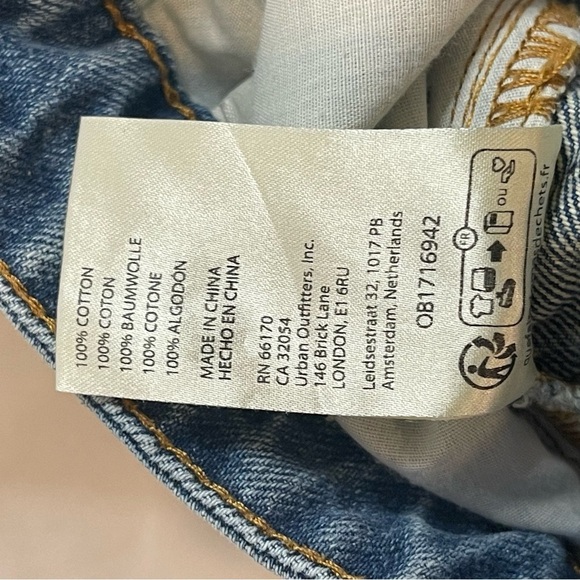 100% COTTON
100% COTON
100% BAUMWOLLE
100% COTONE
100% ALGODON
MADE IN CHINA
HECHO EN CHINA
RN 66170
CA 32054
Urban Outfitters, Inc.
146 Brick Lane
LONDON, E1 6RU
Leidsestraat 32, 1017 PB
Amsterdam, Netherlands
OB1716942
FR
OU
dechets.fr